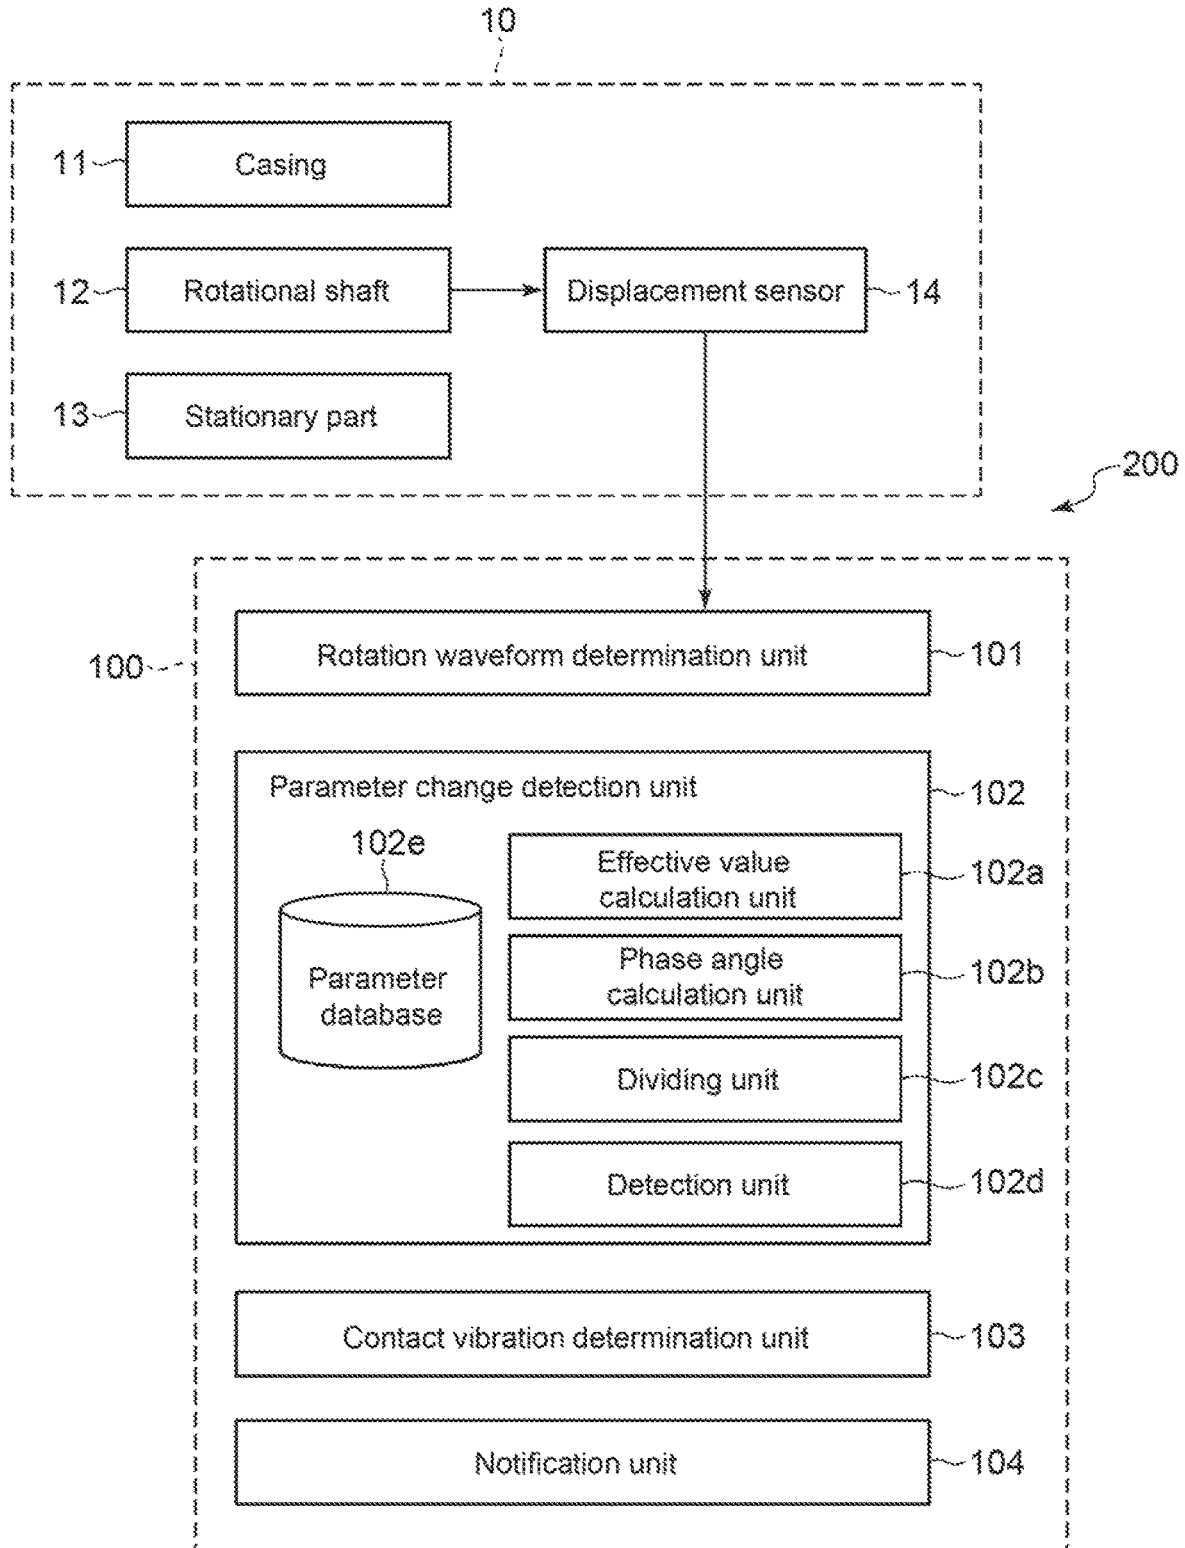 10
11
Casing
12
Rotational shaft
Displacement sensor
14
13
Stationary part
200
100
Rotation waveform determination unit
101
Parameter change detection unit
102
102e
Parameter
database
Effective value
calculation unit
102a
Phase angle
calculation unit
102b
Dividing unit
102c
Detection unit
102d
Contact vibration determination unit
103
Notification unit
104